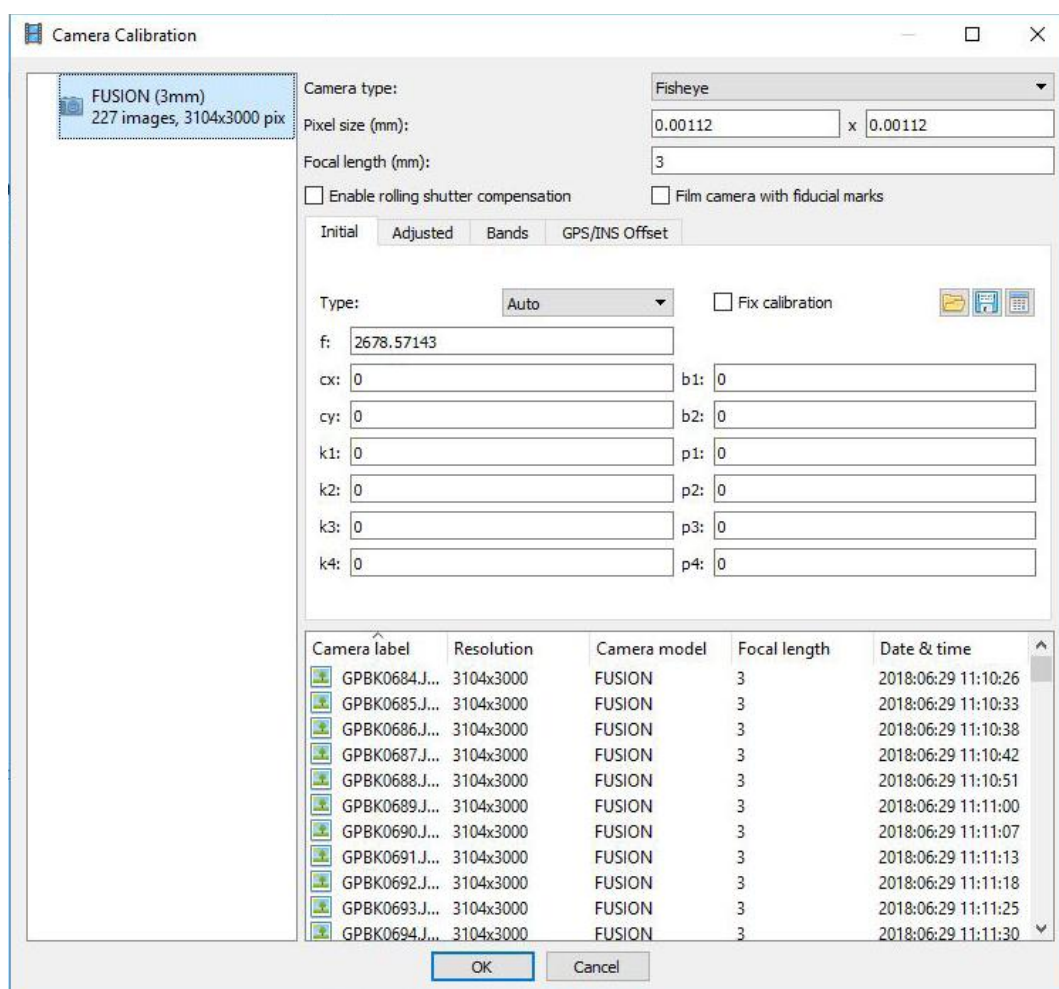 Camera Calibration
FUSION (3mm)
227 images, 3104x3000 pix
Camera type: Fisheye
Pixel size (mm): 0.00112 x 0.00112
Focal length (mm): 3
Enable rolling shutter compensation Film camera with fiducial marks
Initial Adjusted Bands GPS/INS Offset
Type: Auto Fix calibration
f: 2678.57143
cx: 0 b1: 0
cy: 0 b2: 0
k1: 0 p1: 0
k2: 0 p2: 0
k3: 0 p3: 0
k4: 0 p4: 0
Camera label Resolution Camera model Focal length Date & time
GPBK0684.J... 3104x3000 FUSION 3 2018:06:29 11:10:26
GPBK0685.J... 3104x3000 FUSION 3 2018:06:29 11:10:33
GPBK0686.J... 3104x3000 FUSION 3 2018:06:29 11:10:38
GPBK0687.J... 3104x3000 FUSION 3 2018:06:29 11:10:42
GPBK0688.J... 3104x3000 FUSION 3 2018:06:29 11:10:51
GPBK0689.J... 3104x3000 FUSION 3 2018:06:29 11:11:00
GPBK0690.J... 3104x3000 FUSION 3 2018:06:29 11:11:07
GPBK0691.J... 3104x3000 FUSION 3 2018:06:29 11:11:13
GPBK0692.J... 3104x3000 FUSION 3 2018:06:29 11:11:18
GPBK0693.J... 3104x3000 FUSION 3 2018:06:29 11:11:25
GPBK0694.J... 3104x3000 FUSION 3 2018:06:29 11:11:30
OK Cancel